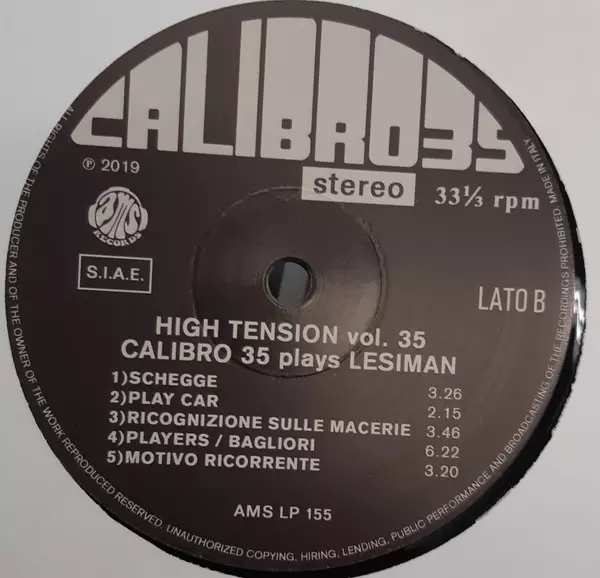 CALIBRO35
℗ 2019
stereo
33⅓ rpm
ams
RECORDS
S.I.A.E.
LATO B
HIGH TENSION vol. 35
CALIBRO 35 plays LESIMAN
1)SCHEGGE 3.26
2)PLAY CAR 2.15
3)RICOGNIZIONE SULLE MACERIE 3.46
4)PLAYERS / BAGLIORI 6.22
5)MOTIVO RICORRENTE 3.20
AMS LP 155
ALL RIGHTS OF THE PRODUCER AND OF THE OWNER OF THE WORK REPRODUCED RESERVED. UNAUTHORIZED COPYING, HIRING, LENDING, PUBLIC PERFORMANCE AND BROADCASTING OF THE RECORDINGS PROHIBITED. MADE IN ITALY